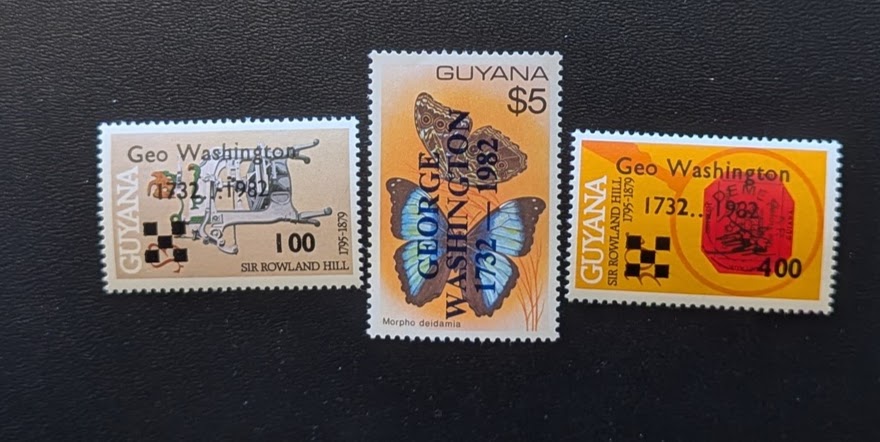 Geo Washington
1732...1982
GUYANA
100
SIR ROWLAND HILL
1795-1879
GUYANA
$5
GEORGE
WASHINGTON
1732 — 1982
Morpho deidamia
Geo Washington
1732...1982
GUYANA
SIR ROWLAND HILL
1795-1879
400